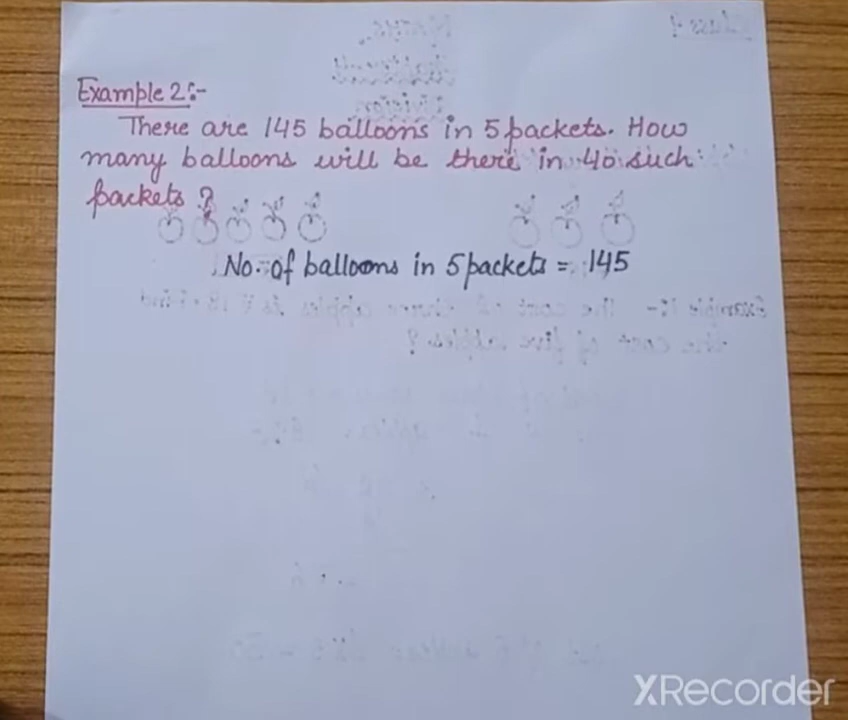 Example 2:-
There are 145 balloons in 5 packets. How
many balloons will be there in 40 such
packets ?
No. of balloons in 5 packets = 145
XRecorder